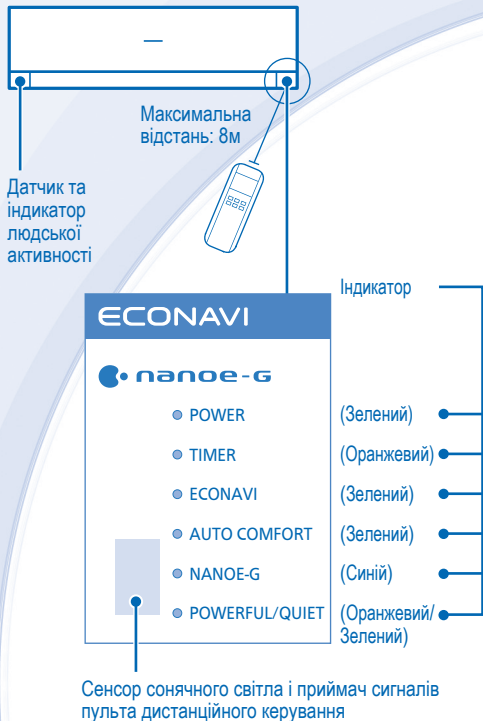 Максимальна
відстань: 8м
Датчик та
індикатор
людської
активності
Індикатор
ECONAVI
nanoe-G
POWER (Зелений)
TIMER (Оранжевий)
ECONAVI (Зелений)
AUTO COMFORT (Зелений)
NANOE-G (Синій)
POWERFUL/QUIET (Оранжевий/
Зелений)
Сенсор сонячного світла і приймач сигналів
пульта дистанційного керування